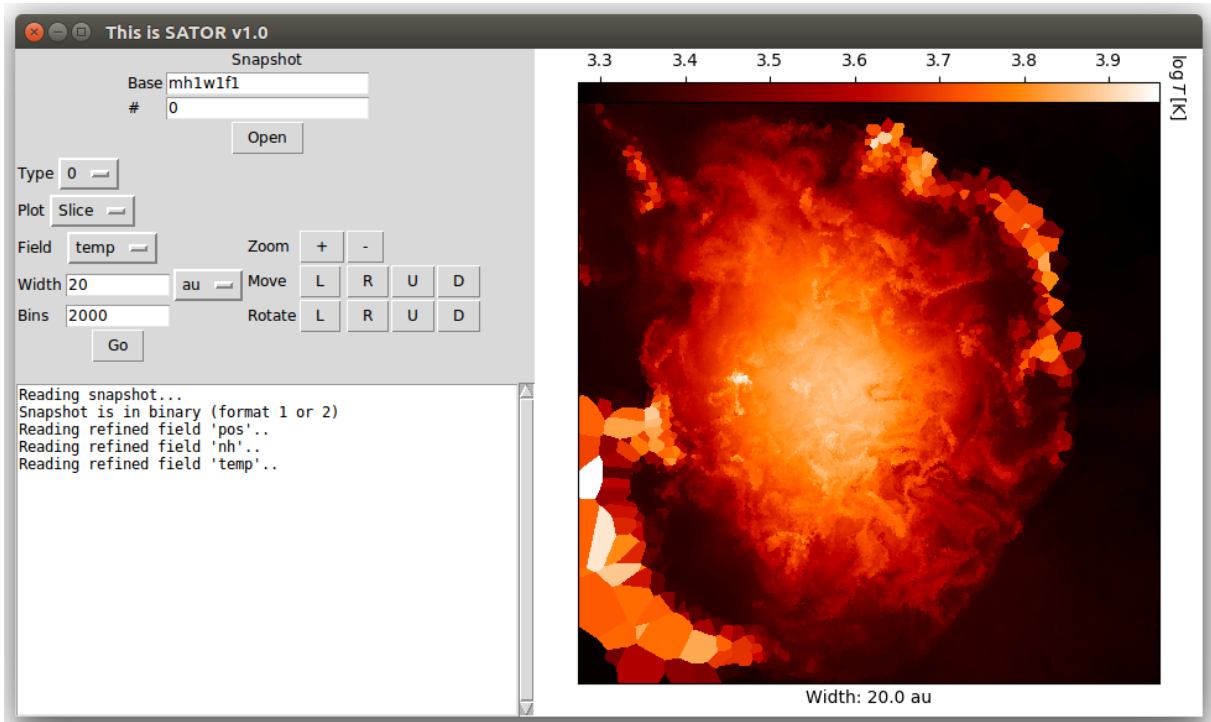 This is SATOR v1.0
Snapshot
Base mh1w1f1
# 0
Open
Type 0
Plot Slice
Field temp Zoom + -
Width 20 au Move L R U D
Bins 2000 Rotate L R U D
Go
Reading snapshot...
Snapshot is in binary (format 1 or 2)
Reading refined field 'pos'..
Reading refined field 'nh'..
Reading refined field 'temp'..
3.3 3.4 3.5 3.6 3.7 3.8 3.9
log T [K]
Width: 20.0 au